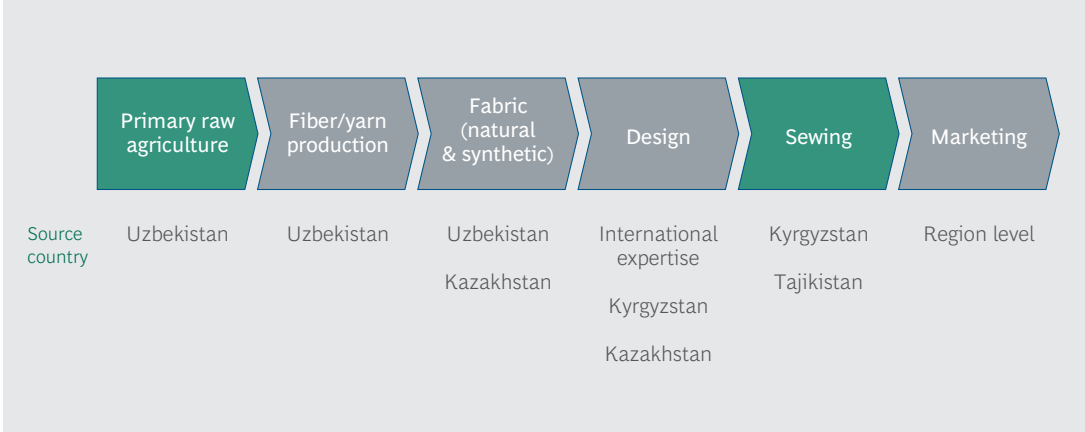 Primary raw
agriculture
Fiber/yarn
production
Fabric
(natural
& synthetic)
Design
Sewing
Marketing
Source
country
Uzbekistan
Uzbekistan
Uzbekistan
Kazakhstan
International
expertise
Kyrgyzstan
Kazakhstan
Kyrgyzstan
Tajikistan
Region level